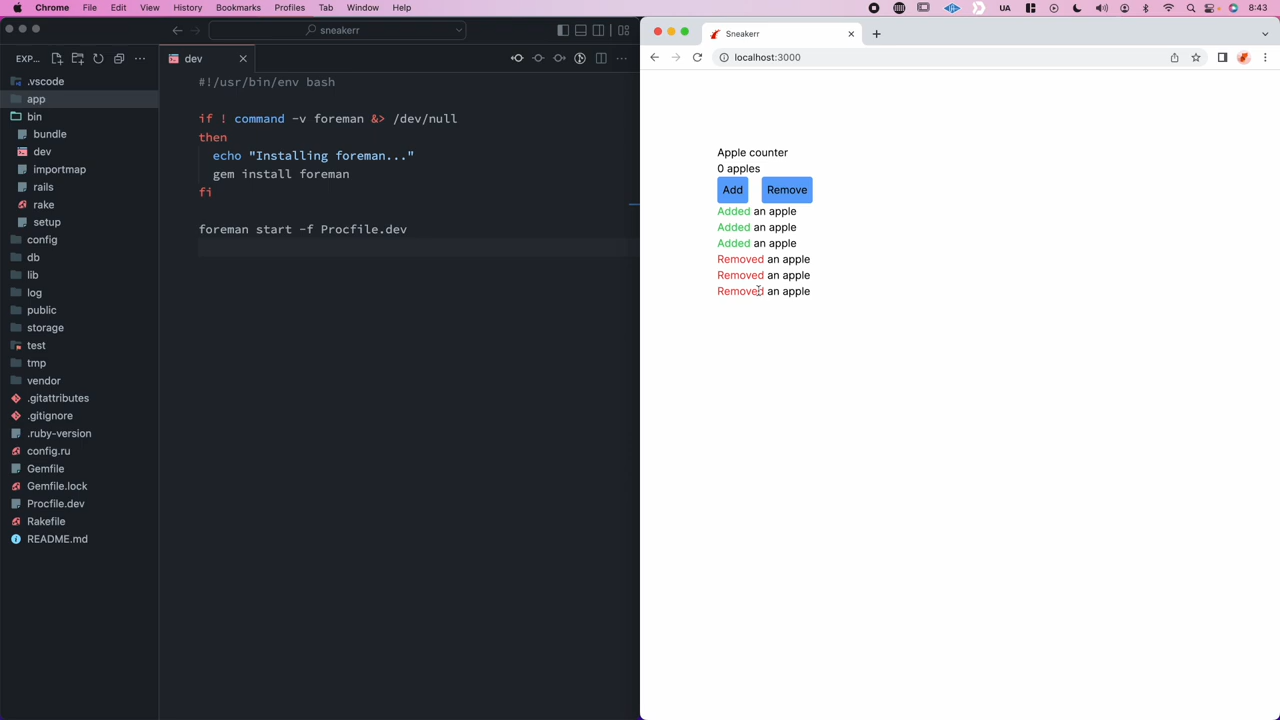 Chrome File Edit View History Bookmarks Profiles Tab Window Help UA 8:43
sneakerr
EXP... dev
.vscode
app
bin
bundle
dev
importmap
rails
rake
setup
config
db
lib
log
public
storage
test
tmp
vendor
.gitattributes
.gitignore
.ruby-version
config.ru
Gemfile
Gemfile.lock
Procfile.dev
Rakefile
README.md
#!/usr/bin/env bash
if ! command -v foreman &> /dev/null
then
echo "Installing foreman..."
gem install foreman
fi
foreman start -f Procfile.dev
Sneakerr
localhost:3000
Apple counter
0 apples
Add Remove
Added an apple
Added an apple
Added an apple
Removed an apple
Removed an apple
Removed an apple